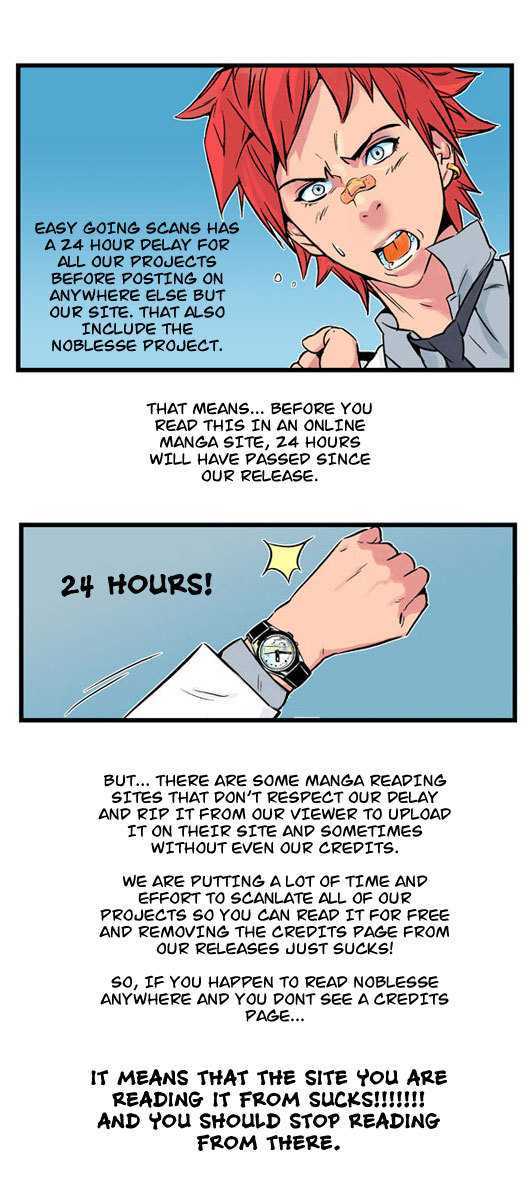 EASY GOING SCANS HAS
A 24 HOUR DELAY FOR
ALL OUR PROJECTS
BEFORE POSTING ON
ANYWHERE ELSE BUT
OUR SITE. THAT ALSO
INCLUDE THE
NOBLESSE PROJECT.
THAT MEANS... BEFORE YOU
READ THIS IN AN ONLINE
MANGA SITE, 24 HOURS
WILL HAVE PASSED SINCE
OUR RELEASE.
24 HOURS!
BUT... THERE ARE SOME MANGA READING
SITES THAT DON'T RESPECT OUR DELAY
AND RIP IT FROM OUR VIEWER TO UPLOAD
IT ON THEIR SITE AND SOMETIMES
WITHOUT EVEN OUR CREDITS.
WE ARE PUTTING A LOT OF TIME AND
EFFORT TO SCANLATE ALL OF OUR
PROJECTS SO YOU CAN READ IT FOR FREE
AND REMOVING THE CREDITS PAGE FROM
OUR RELEASES JUST SUCKS!
SO, IF YOU HAPPEN TO READ NOBLESSE
ANYWHERE AND YOU DONT SEE A CREDITS
PAGE...
IT MEANS THAT THE SITE YOU ARE
READING IT FROM SUCKS!!!!!!!
AND YOU SHOULD STOP READING
FROM THERE.